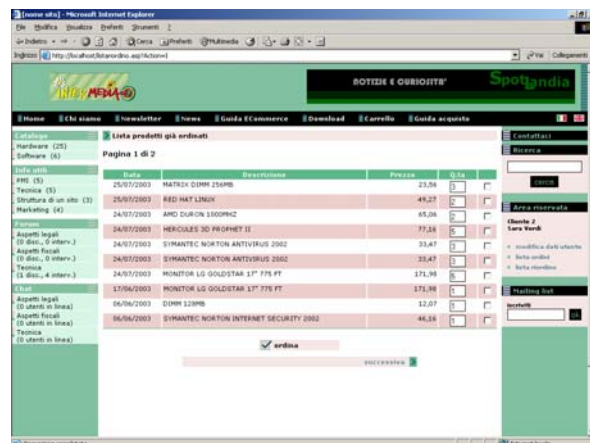 [nome sito] - Microsoft Internet Explorer
File Modifica Visualizza Preferiti Strumenti ?
Indietro Cerca Preferiti Multimedia
Indirizzo http://localhost/listariordino.asp?Action=1 Vai Collegamenti
INTERMEDIA NOTIZIE E CURIOSITA' Spotlandia
Home Chi siamo Newsletter News Guida ECommerce Download Carrello Guida acquisto
Catalogo
Hardware (25)
Software (6)
Info utili
PMI (5)
Tecnica (5)
Struttura di un sito (3)
Marketing (4)
Forum
Aspetti legali
(0 disc., 0 interv.)
Aspetti fiscali
(0 disc., 0 interv.)
Tecnica
(1 disc., 4 interv.)
Chat
Aspetti legali
(0 utenti in linea)
Aspetti fiscali
(0 utenti in linea)
Tecnica
(0 utenti in linea)
Lista prodotti già ordinati
Pagina 1 di 2
Data Descrizione Prezzo Q.ta
25/07/2003 MATRIX DIMM 256MB 23,56 3
25/07/2003 RED HAT LINUX 49,27 2
24/07/2003 AMD DURON 1000MHZ 65,06 2
24/07/2003 HERCULES 3D PROPHET II 77,16 5
24/07/2003 SYMANTEC NORTON ANTIVIRUS 2002 33,47 3
24/07/2003 SYMANTEC NORTON ANTIVIRUS 2002 33,47 3
24/07/2003 MONITOR LG GOLDSTAR 17" 775 FT 171,98 6
17/06/2003 MONITOR LG GOLDSTAR 17" 775 FT 171,98 1
06/06/2003 DIMM 128MB 12,07 1
06/06/2003 SYMANTEC NORTON INTERNET SECURITY 2002 46,16 1
ordina
successiva
Contattaci
Ricerca
cerca
Area riservata
Cliente 2
Sara Verdi
modifica dati utente
lista ordini
lista riordino
Mailing list
iscriviti
ok